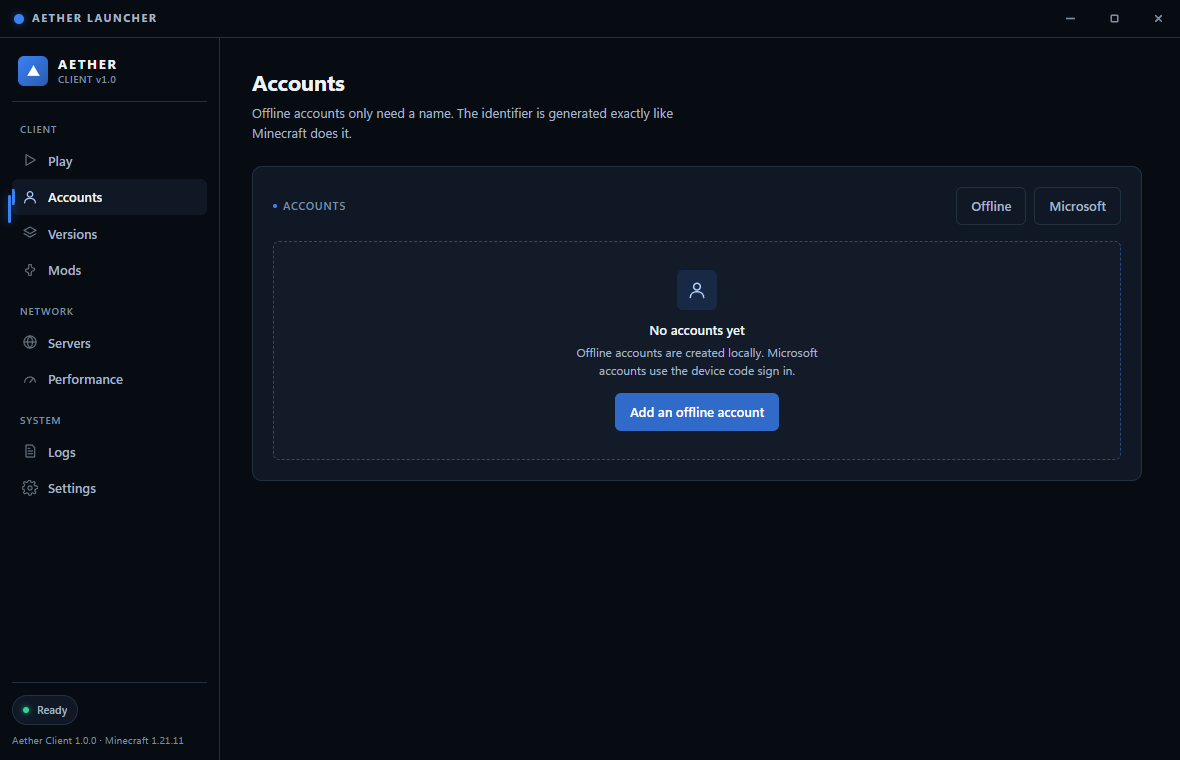 AETHER LAUNCHER
AETHER
CLIENT v1.0
CLIENT
Play
Accounts
Versions
Mods
NETWORK
Servers
Performance
SYSTEM
Logs
Settings
Ready
Aether Client 1.0.0 · Minecraft 1.21.11
Accounts
Offline accounts only need a name. The identifier is generated exactly like
Minecraft does it.
ACCOUNTS
Offline
Microsoft
No accounts yet
Offline accounts are created locally. Microsoft
accounts use the device code sign in.
Add an offline account